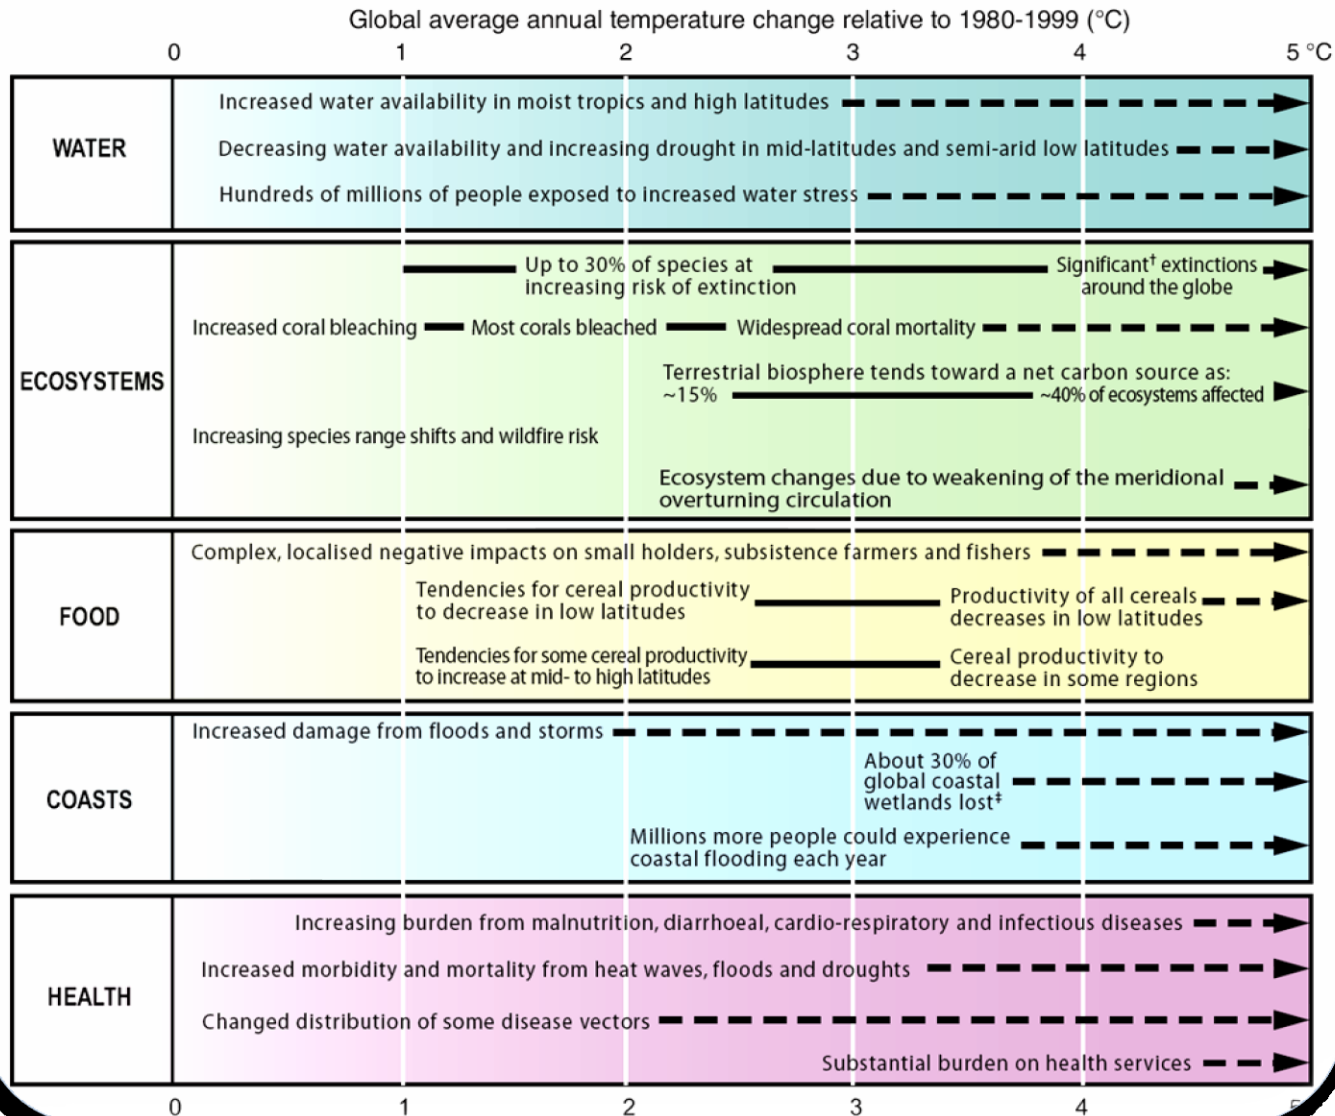 Global average annual temperature change relative to 1980-1999 (°C)
0 1 2 3 4 5 °C
WATER
Increased water availability in moist tropics and high latitudes
Decreasing water availability and increasing drought in mid-latitudes and semi-arid low latitudes
Hundreds of millions of people exposed to increased water stress
ECOSYSTEMS
Up to 30% of species at
increasing risk of extinction
Significant† extinctions
around the globe
Increased coral bleaching Most corals bleached Widespread coral mortality
Terrestrial biosphere tends toward a net carbon source as:
~15% ~40% of ecosystems affected
Increasing species range shifts and wildfire risk
Ecosystem changes due to weakening of the meridional
overturning circulation
FOOD
Complex, localised negative impacts on small holders, subsistence farmers and fishers
Tendencies for cereal productivity
to decrease in low latitudes
Productivity of all cereals
decreases in low latitudes
Tendencies for some cereal productivity
to increase at mid- to high latitudes
Cereal productivity to
decrease in some regions
COASTS
Increased damage from floods and storms
About 30% of
global coastal
wetlands lost‡
Millions more people could experience
coastal flooding each year
HEALTH
Increasing burden from malnutrition, diarrhoeal, cardio-respiratory and infectious diseases
Increased morbidity and mortality from heat waves, floods and droughts
Changed distribution of some disease vectors
Substantial burden on health services
0 1 2 3 4